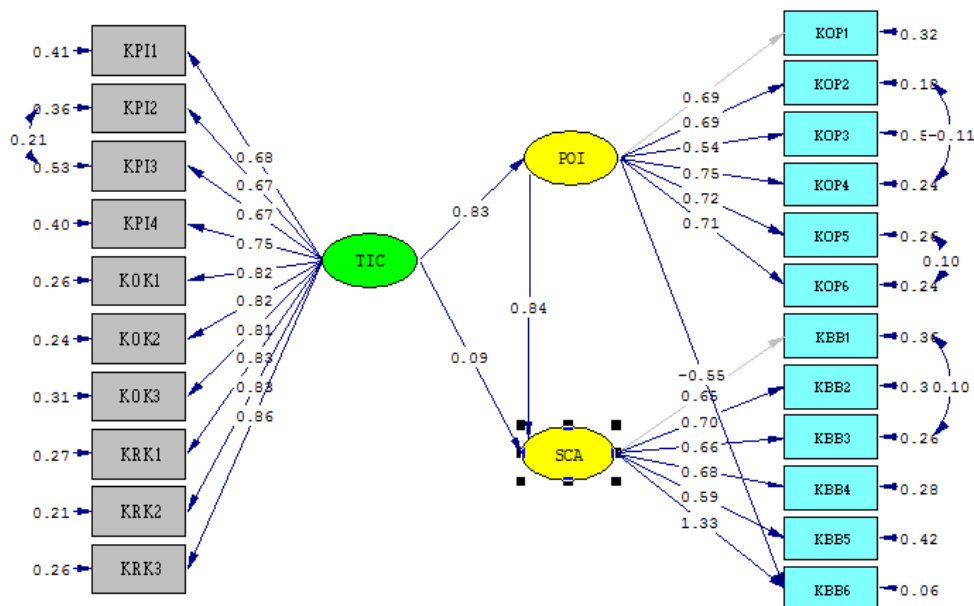 0.41 KPI1
0.36 KPI2
0.21
0.53 KPI3
0.40 KPI4
0.26 KOK1
0.24 KOK2
0.31 KOK3
0.27 KRK1
0.21 KRK2
0.26 KRK3
0.68
0.67
0.67
0.75
0.82
0.82
0.81
0.83
0.83
0.86
TIC
0.83
0.09
POI
0.84
SCA
0.69
0.69
0.54
0.75
0.72
0.71
-0.55
0.65
0.70
0.66
0.68
0.59
1.33
KOP1 0.32
KOP2 0.18
KOP3 -0.11
KOP4 0.24
KOP5 0.26
0.10
KOP6 0.24
KBB1 0.36
KBB2 0.10
KBB3 0.26
KBB4 0.28
KBB5 0.42
KBB6 0.06